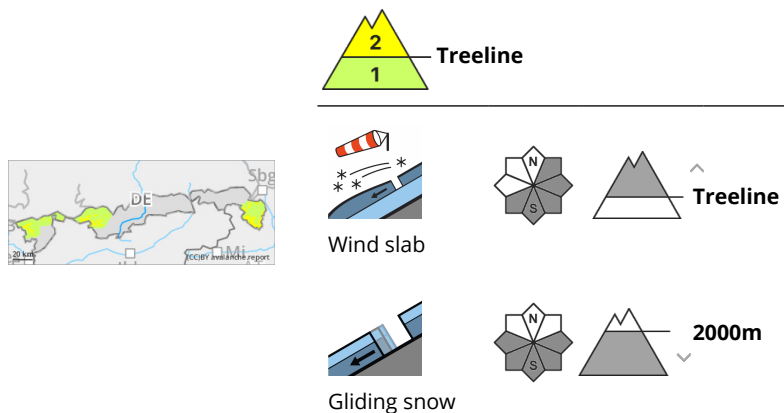 2
Treeline
1
Sbg
DE
20 km
Mi
(CC)BY avalanche.report
N
S
Treeline
Wind slab
N
S
2000m
Gliding snow